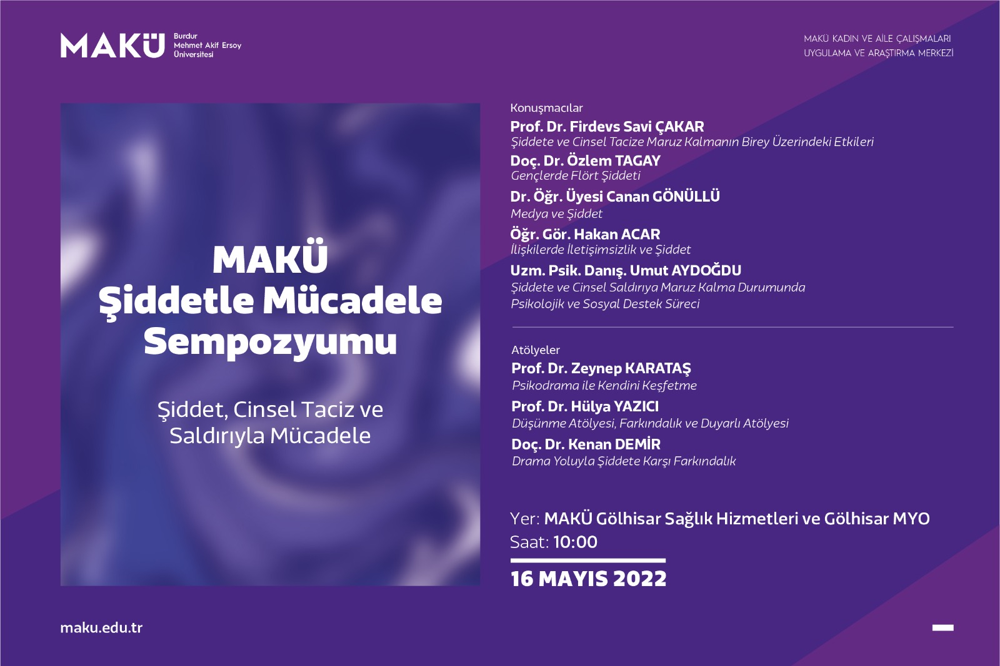 MAKÜ
Burdur
Mehmet Akif Ersoy
Üniversitesi
MAKÜ KADIN VE AİLE ÇALIŞMALARI
UYGULAMA VE ARAŞTIRMA MERKEZİ
MAKÜ
Şiddetle Mücadele
Sempozyumu
Şiddet, Cinsel Taciz ve
Saldırıyla Mücadele
Konuşmacılar
Prof. Dr. Firdevs Savi ÇAKAR
Şiddete ve Cinsel Tacize Maruz Kalmanın Birey Üzerindeki Etkileri
Doç. Dr. Özlem TAGAY
Gençlerde Flört Şiddeti
Dr. Öğr. Üyesi Canan GÖNÜLLÜ
Medya ve Şiddet
Öğr. Gör. Hakan ACAR
İlişkilerde İletişimsizlik ve Şiddet
Uzm. Psik. Danış. Umut AYDOĞDU
Şiddete ve Cinsel Saldırıya Maruz Kalma Durumunda
Psikolojik ve Sosyal Destek Süreci
Atölyeler
Prof. Dr. Zeynep KARATAŞ
Psikodrama ile Kendini Keşfetme
Prof. Dr. Hülya YAZICI
Düşünme Atölyesi, Farkındalık ve Duyarlı Atölyesi
Doç. Dr. Kenan DEMİR
Drama Yoluyla Şiddete Karşı Farkındalık
Yer: MAKÜ Gölhisar Sağlık Hizmetleri ve Gölhisar MYO
Saat: 10:00
16 MAYIS 2022
maku.edu.tr